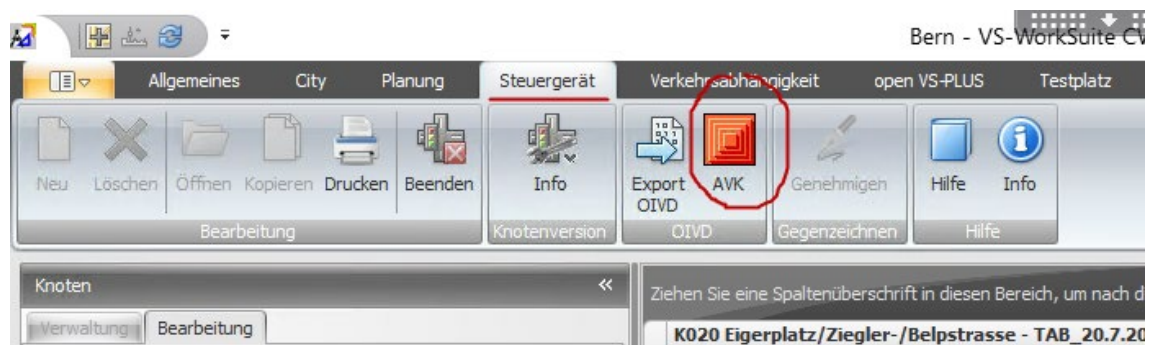 Bern - VS-WorkSuite CW
Allgemeines City Planung Steuergerät Verkehrsabhängigkeit open VS-PLUS Testplatz
Neu Löschen Öffnen Kopieren Drucken Beenden Info Export OIVD AVK Genehmigen Hilfe Info
Bearbeitung Knotenversion OIVD Gegenzeichnen Hilfe
Knoten «
Ziehen Sie eine Spaltenüberschrift in diesen Bereich, um nach d
Verwaltung Bearbeitung
K020 Eigerplatz/Ziegler-/Belpstrasse - TAB_20.7.20